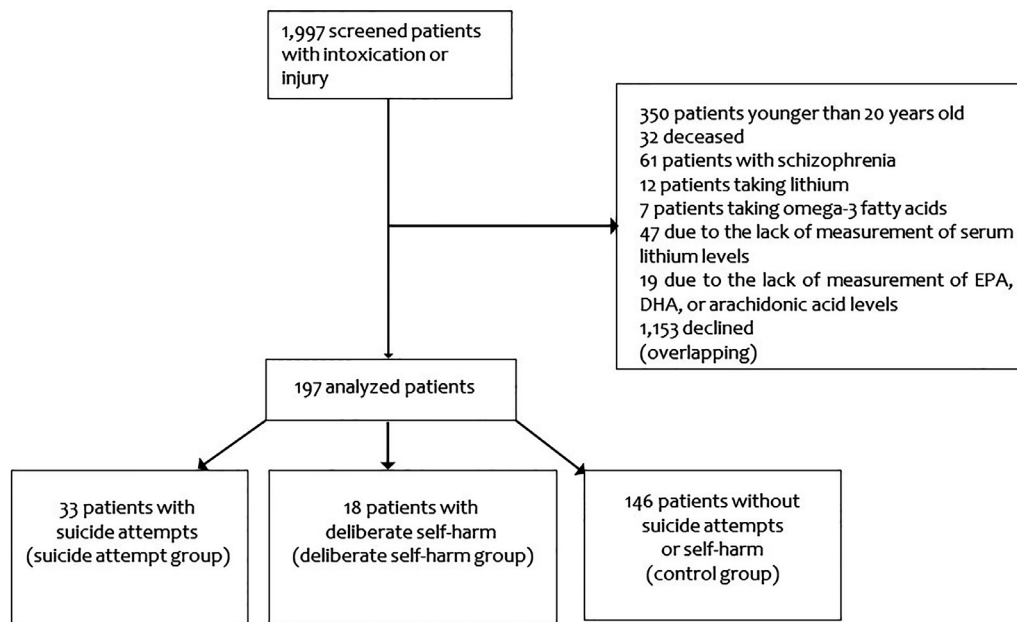 1,997 screened patients
with intoxication or
injury
350 patients younger than 20 years old
32 deceased
61 patients with schizophrenia
12 patients taking lithium
7 patients taking omega-3 fatty acids
47 due to the lack of measurement of serum
lithium levels
19 due to the lack of measurement of EPA,
DHA, or arachidonic acid levels
1,153 declined
(overlapping)
197 analyzed patients
33 patients with
suicide attempts
(suicide attempt group)
18 patients with
deliberate self-harm
(deliberate self-harm group)
146 patients without
suicide attempts
or self-harm
(control group)